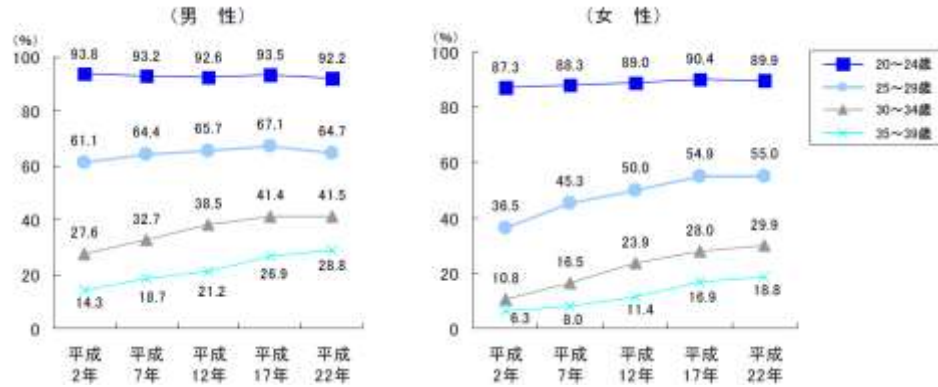 (男 性)
(%)
100
80
60
40
20
0
93.8 93.2 92.6 93.5 92.2
61.1 64.4 65.7 67.1 64.7
27.6 32.7 38.5 41.4 41.5
14.3 18.7 21.2 26.9 28.8
平成 平成 平成 平成 平成
2年 7年 12年 17年 22年
(女 性)
(%)
100
80
60
40
20
0
87.3 88.3 89.0 90.4 89.9
36.5 45.3 50.0 54.9 55.0
10.8 16.5 23.9 28.0 29.9
6.3 8.0 11.4 16.9 18.8
平成 平成 平成 平成 平成
2年 7年 12年 17年 22年
20～24歳
25～29歳
30～34歳
35～39歳